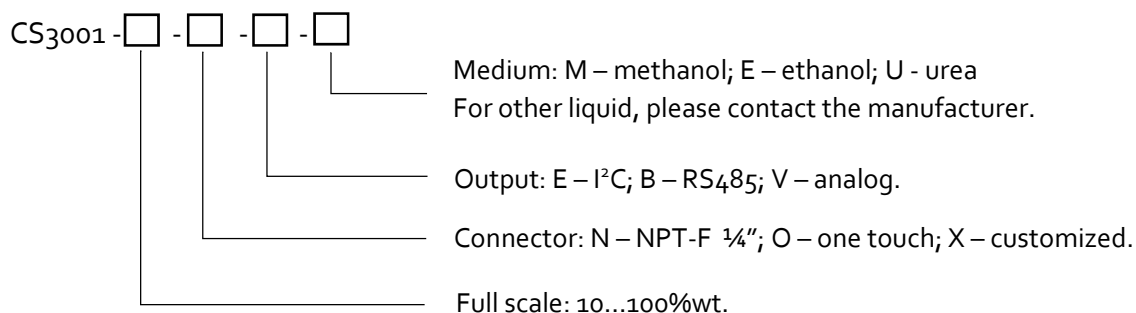 CS3001 -□ -□ -□ -□
Medium: M – methanol; E – ethanol; U - urea
For other liquid, please contact the manufacturer.
Output: E – I²C; B – RS485; V – analog.
Connector: N – NPT-F ¼”; O – one touch; X – customized.
Full scale: 10…100%wt.